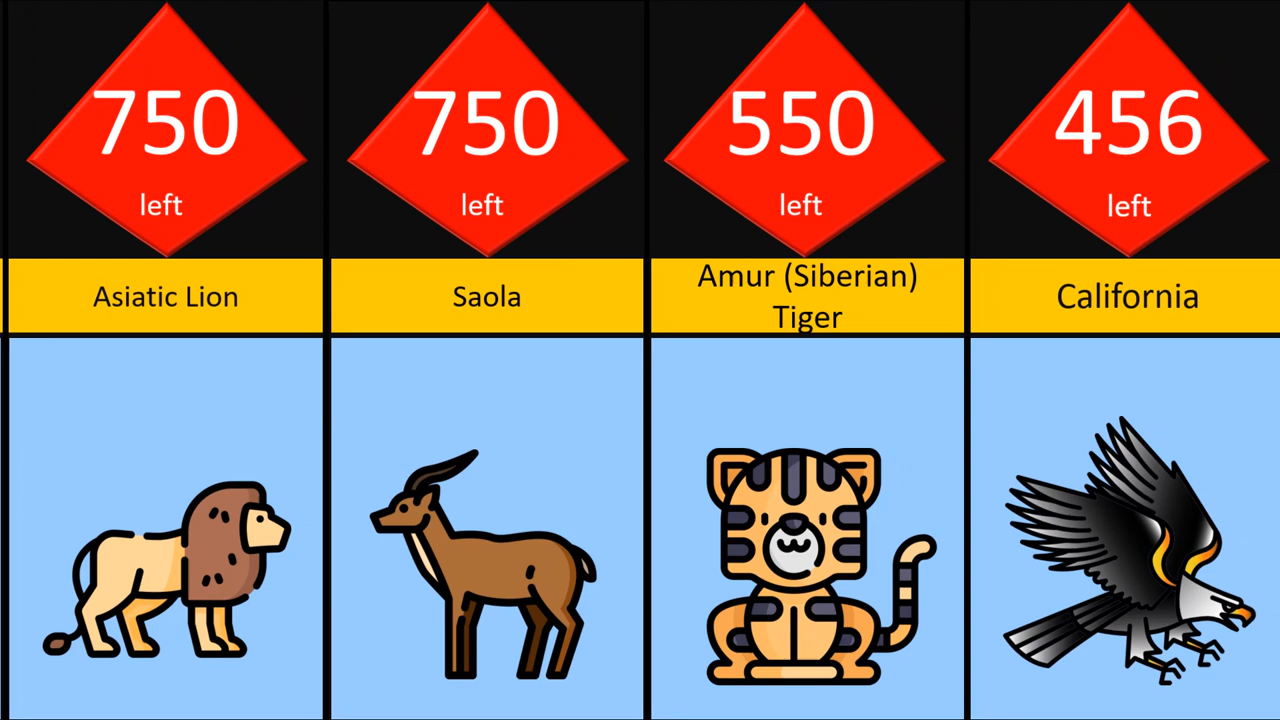 750
left
Asiatic Lion
750
left
Saola
550
left
Amur (Siberian)
Tiger
456
left
California